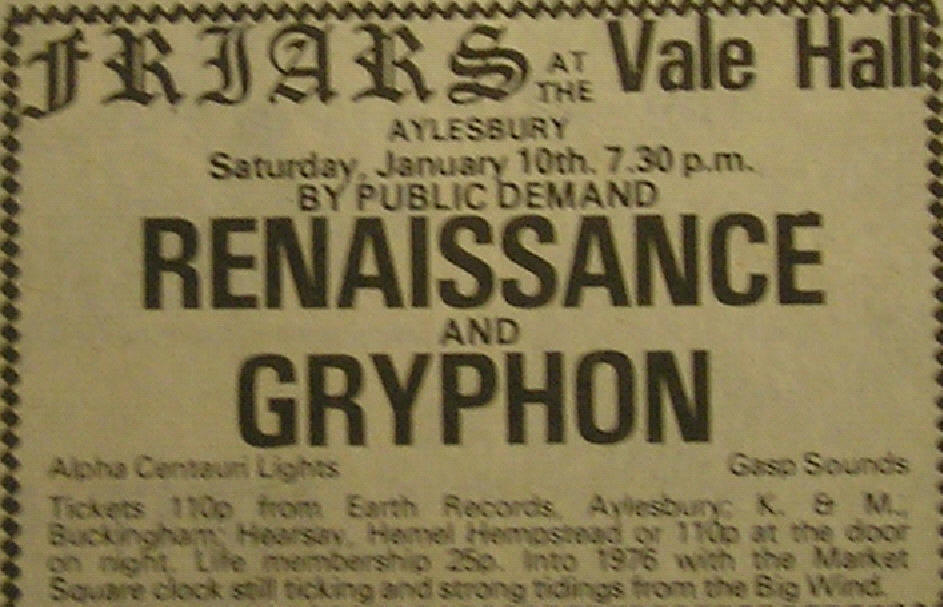 FRIARS AT THE Vale Hall
AYLESBURY
Saturday, January 10th. 7.30 p.m.
BY PUBLIC DEMAND
RENAISSANCE
AND
GRYPHON
Alpha Centauri Lights Gasp Sounds
Tickets 110p from Earth Records, Aylesbury; K. & M.,
Buckingham; Hearsay, Hemel Hempstead or 110p at the door
on night. Life membership 25p. Into 1976 with the Market
Square clock still ticking and strong tidings from the Big Wind.